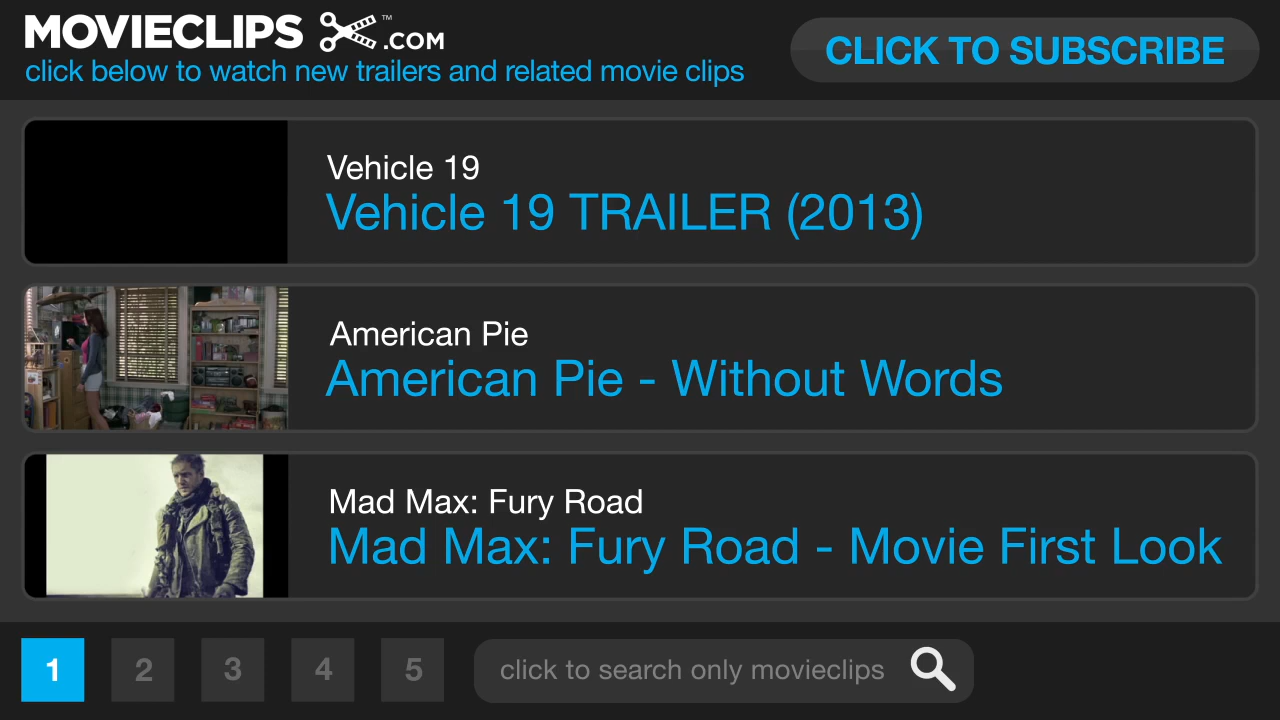 MOVIECLIPS ™ .COM
click below to watch new trailers and related movie clips
CLICK TO SUBSCRIBE
Vehicle 19
Vehicle 19 TRAILER (2013)
American Pie
American Pie - Without Words
Mad Max: Fury Road
Mad Max: Fury Road - Movie First Look
1 2 3 4 5
click to search only movieclips